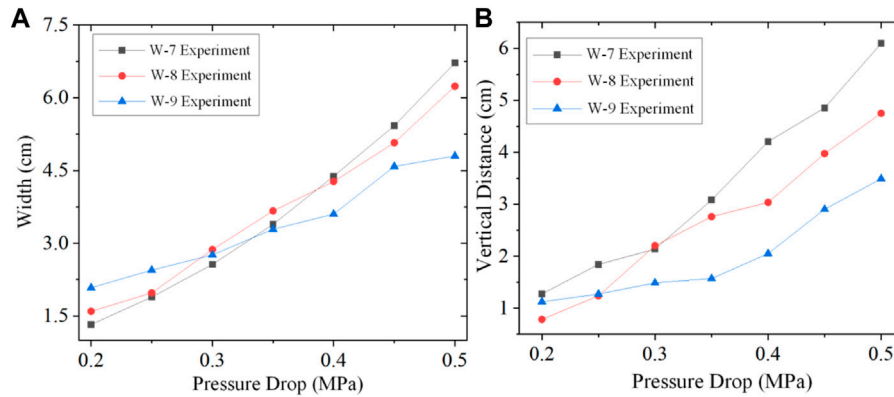 A
7.5
6.0
4.5
3.0
1.5
Width (cm)
W-7 Experiment
W-8 Experiment
W-9 Experiment
0.2
0.3
0.4
0.5
Pressure Drop (MPa)
B
6
5
4
3
2
1
Vertical Distance (cm)
W-7 Experiment
W-8 Experiment
W-9 Experiment
0.2
0.3
0.4
0.5
Pressure Drop (MPa)